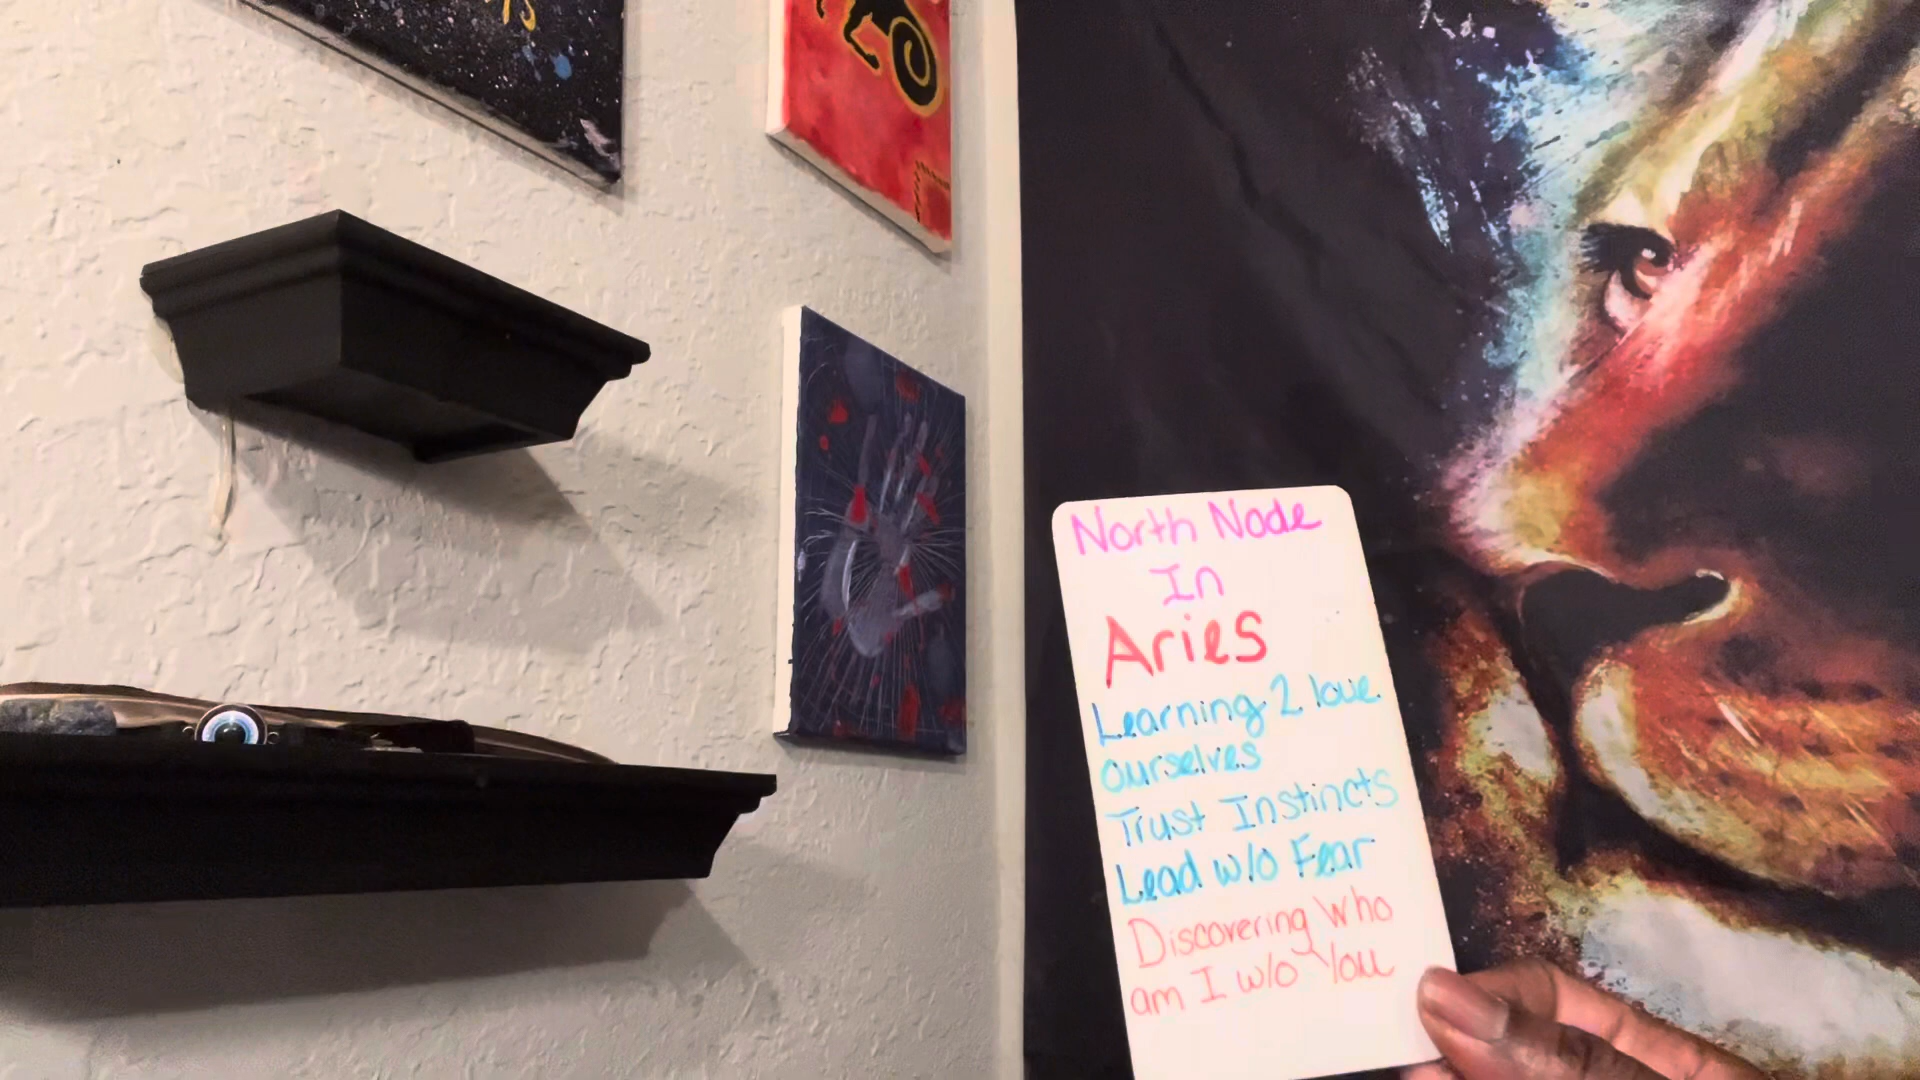 North Node
In
Aries
Learning 2 love
ourselves
Trust Instincts
Lead w/o Fear
Discovering who
am I w/o You